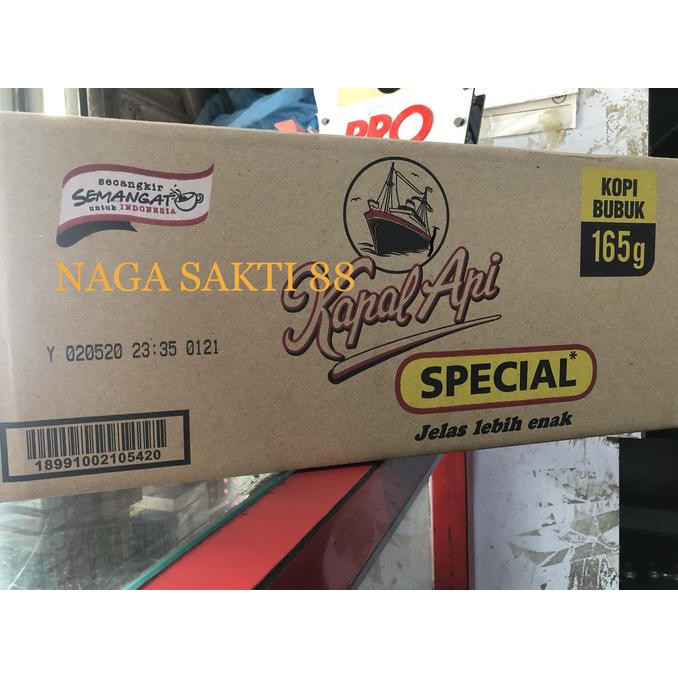 PRO
secangkir
SEMANGAT
untuk INDONESIA
KOPI
BUBUK
165g
NAGA SAKTI 88
Kapal Api
SPECIAL*
Jelas lebih enak
Y 020520 23:35 0121
18991002105420